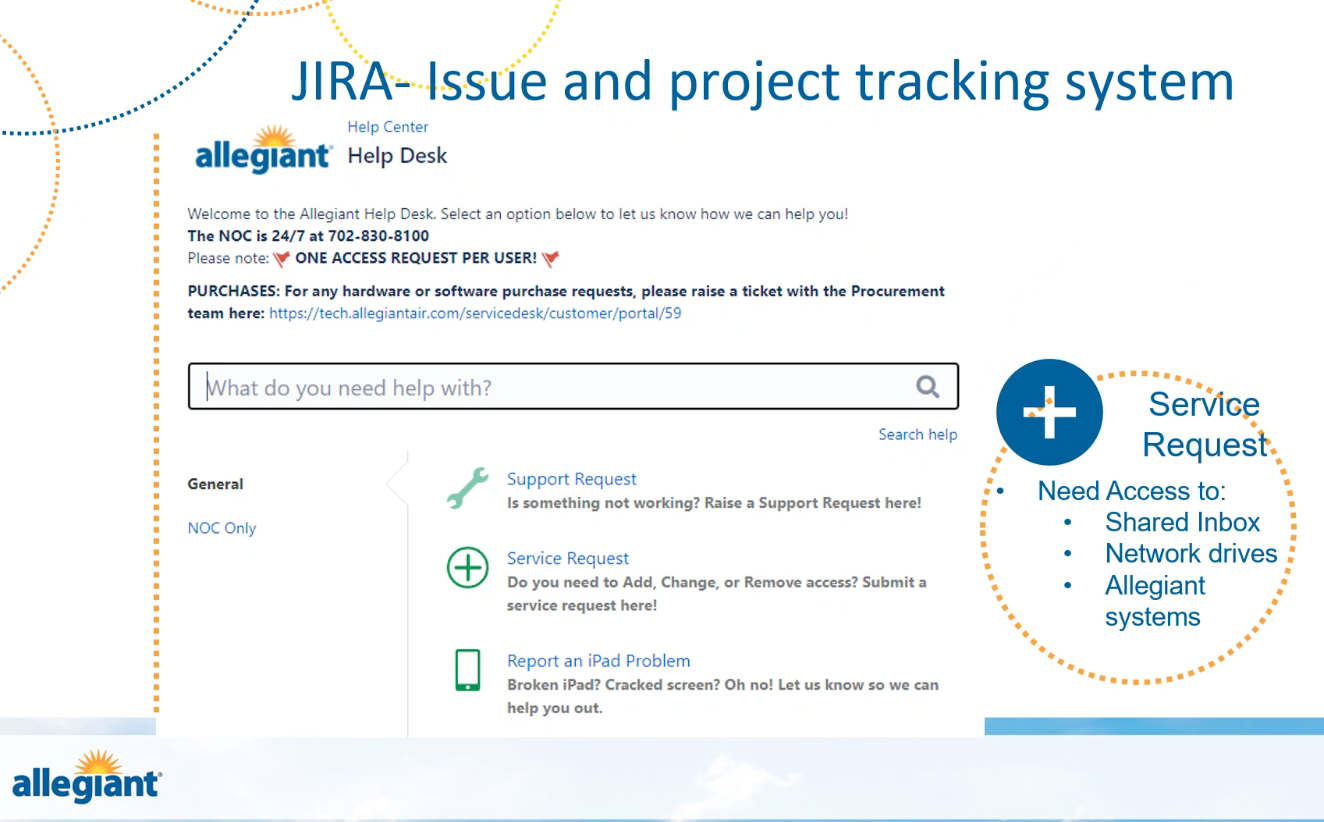 JIRA- Issue and project tracking system
allegiant
Help Center
Help Desk
Welcome to the Allegiant Help Desk. Select an option below to let us know how we can help you!
The NOC is 24/7 at 702-830-8100
Please note: ONE ACCESS REQUEST PER USER!
PURCHASES: For any hardware or software purchase requests, please raise a ticket with the Procurement
team here: https://tech.allegiantair.com/servicedesk/customer/portal/59
What do you need help with?
Search help
General
NOC Only
Support Request
Is something not working? Raise a Support Request here!
Service Request
Do you need to Add, Change, or Remove access? Submit a
service request here!
Report an iPad Problem
Broken iPad? Cracked screen? Oh no! Let us know so we can
help you out.
Service
Request
• Need Access to:
• Shared Inbox
• Network drives
• Allegiant
systems
allegiant